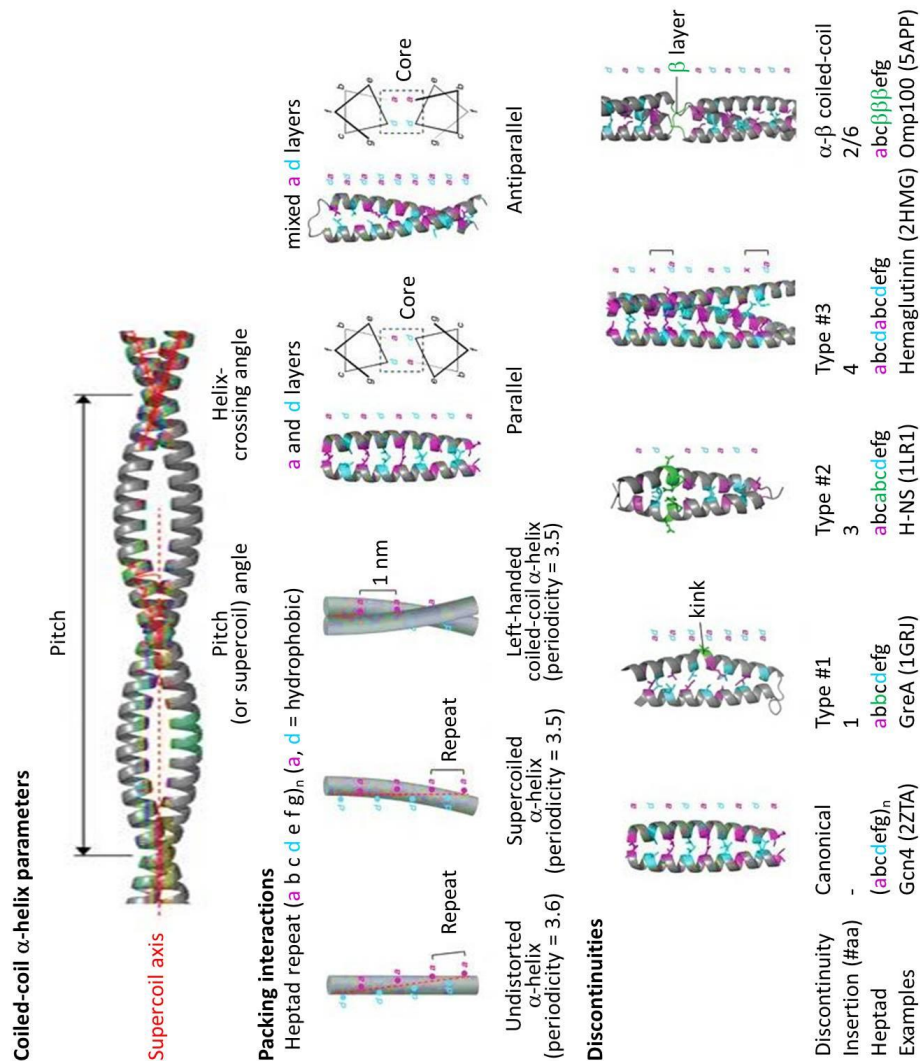 Coiled-coil α-helix parameters
Pitch
Supercoil axis
Pitch
(or supercoil) angle
Helix-
crossing angle
Packing interactions
Heptad repeat (a b c d e f g)n (a, d = hydrophobic)
a and d layers
mixed a d layers
Repeat
Repeat
1 nm
Core
Core
Undistorted
α-helix
(periodicity = 3.6)
Supercoiled
α-helix
(periodicity = 3.5)
Left-handed
coiled-coil α-helix
(periodicity = 3.5)
Parallel
Antiparallel
Discontinuities
kink
β layer
Discontinuity
Canonical
Type #1
Type #2
Type #3
α-β coiled-coil
Insertion (#aa)
-
1
3
4
2/6
Heptad
(abcdefg)n
abbcdefg
abcabcdefg
abcdabcdefg
abcβββefg
Examples
Gcn4 (2ZTA)
GreA (1GRJ)
H-NS (1LR1)
Hemaglutinin (2HMG)
Omp100 (5APP)